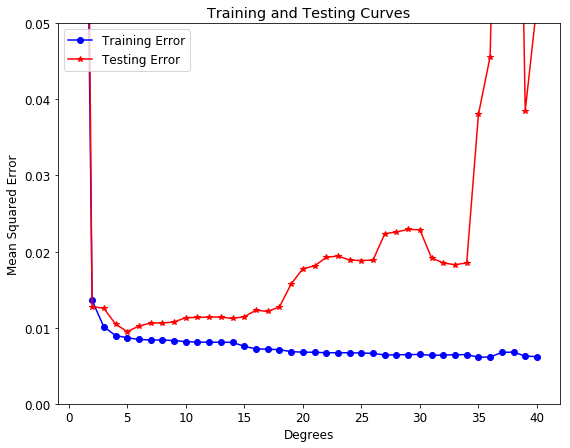 Training and Testing Curves
Training Error
Testing Error
0.05
0.04
0.03
0.02
0.01
0.00
Mean Squared Error
0 5 10 15 20 25 30 35 40
Degrees